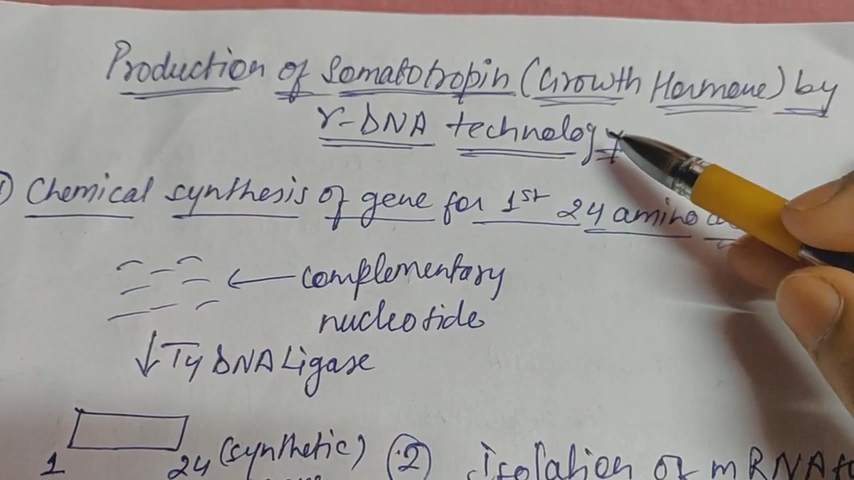 Production of Somatotropin (Growth Hormone) by
r-DNA technology
1) Chemical synthesis of gene for 1st 24 amino
complementary
nucleotide
↓ T4 DNA Ligase
1 24 (synthetic)
(2) isolation of mRNA fo